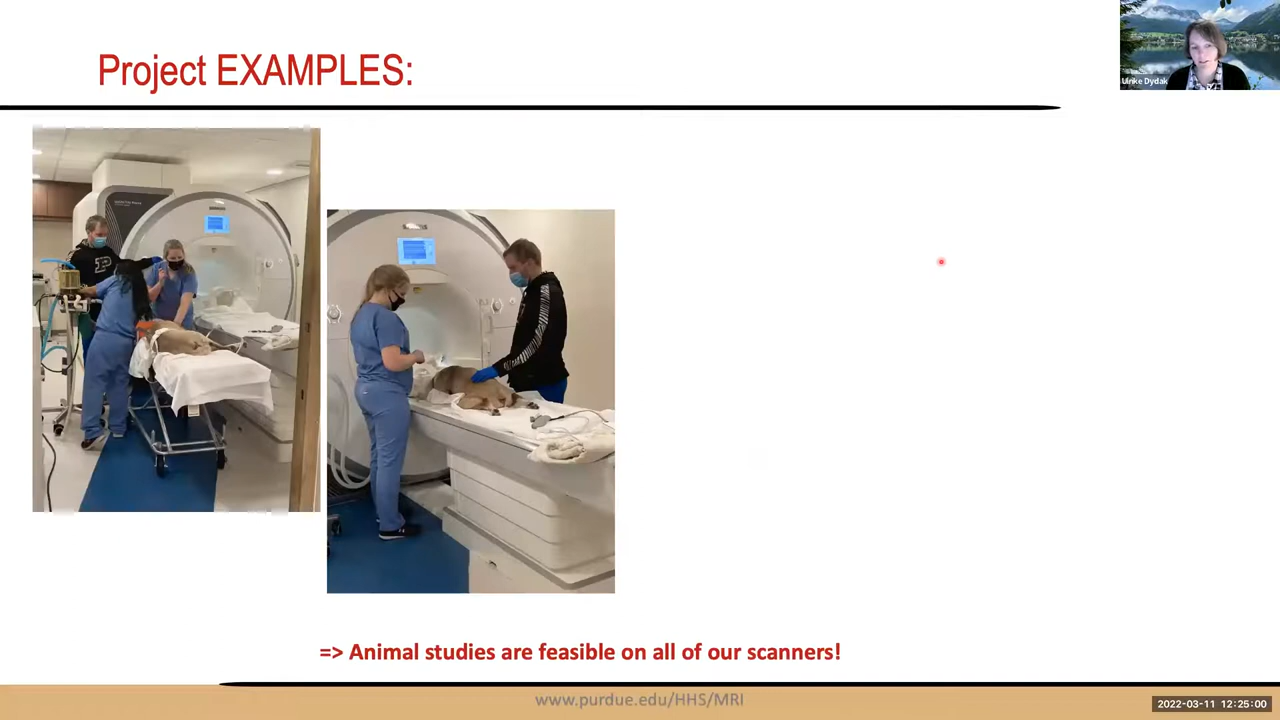 Project EXAMPLES:
Ulrike Dydak
=> Animal studies are feasible on all of our scanners!
www.purdue.edu/HHS/MRI
2022-03-11 12:25:00
P